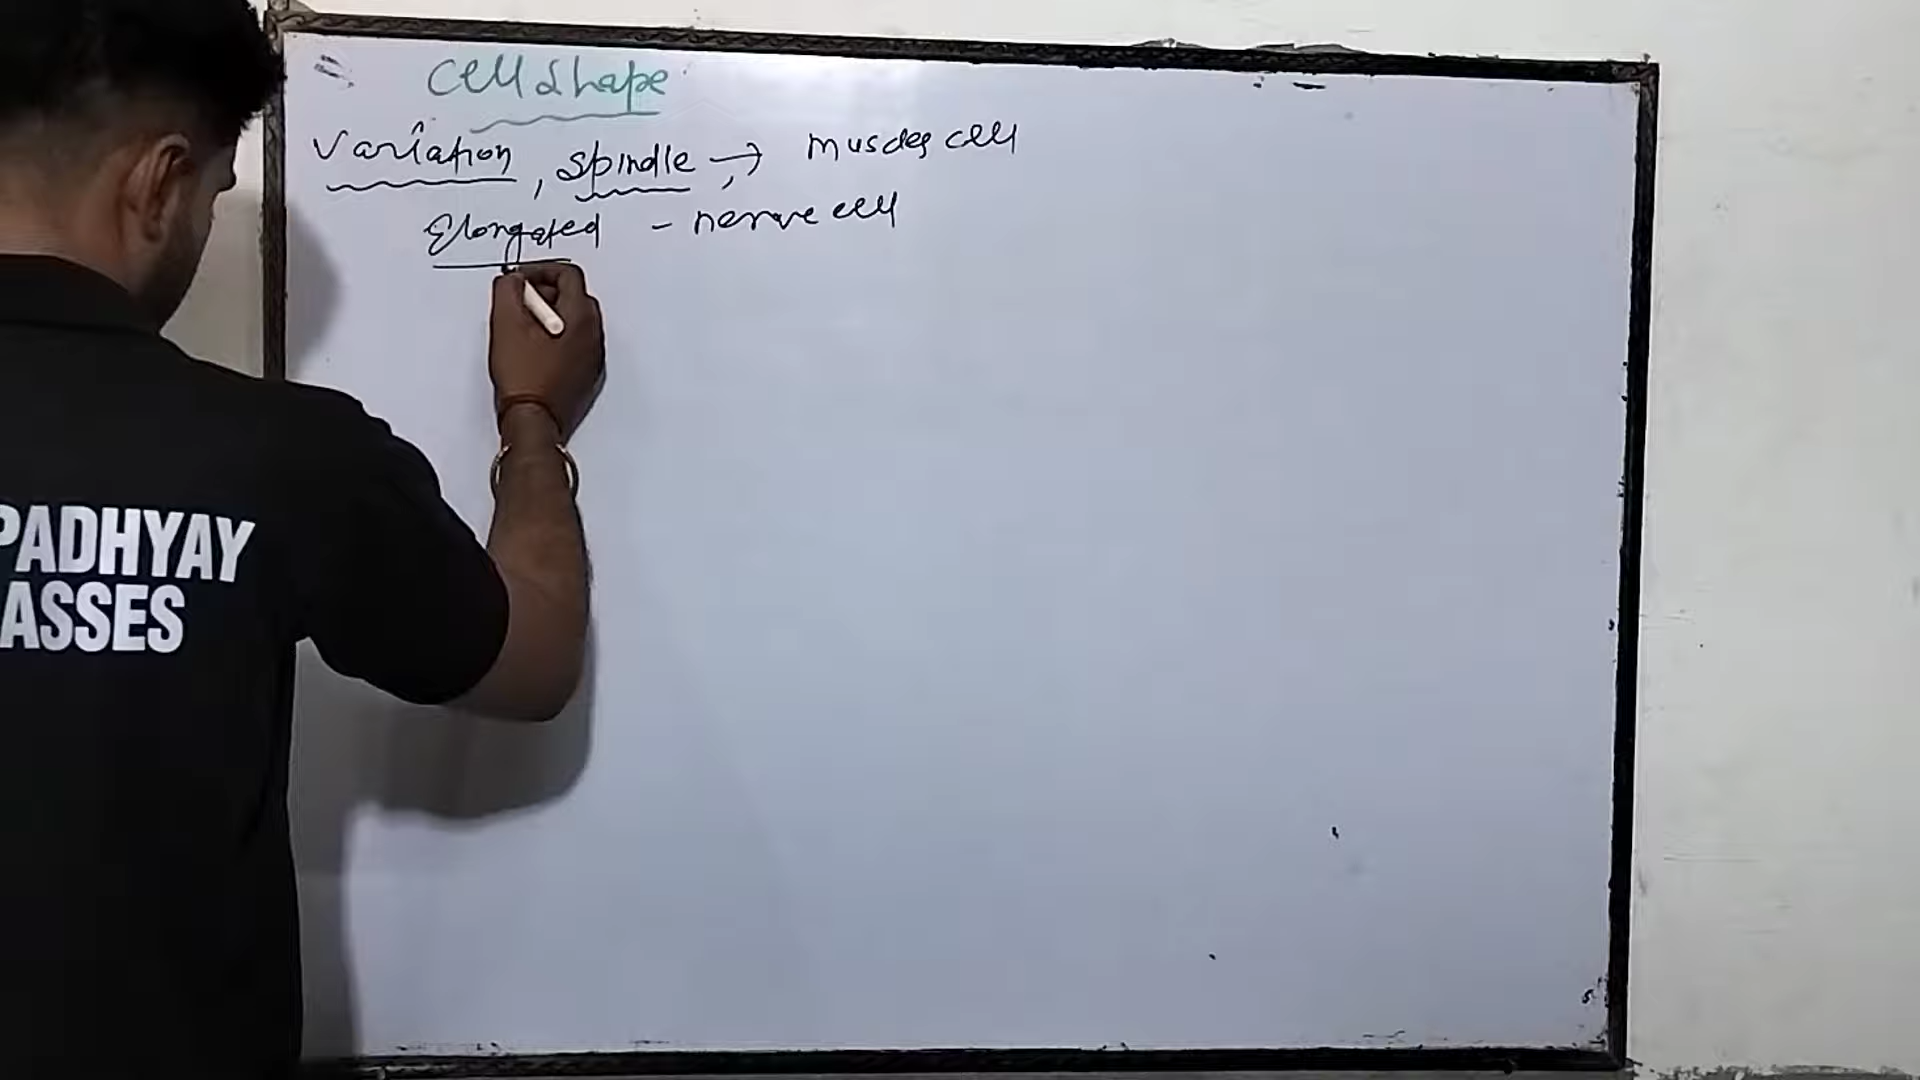 Cell shape
Variation, spindle, → muscles cell
Elongated - nerve cell
PADHYAY
ASSES